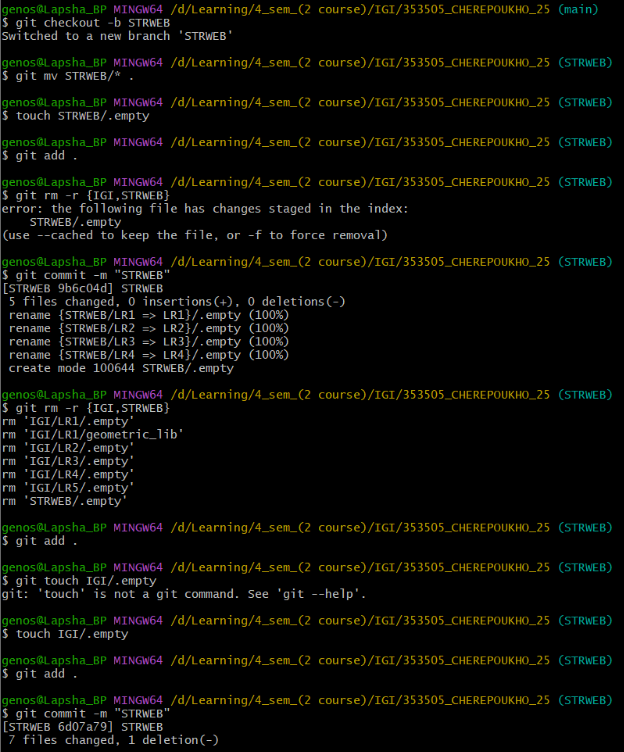 genos@Lapsha_BP MINGW64 /d/Learning/4_sem_(2 course)/IGI/353505_CHEREPOUKHO_25 (main)
$ git checkout -b STRWEB
Switched to a new branch 'STRWEB'
genos@Lapsha_BP MINGW64 /d/Learning/4_sem_(2 course)/IGI/353505_CHEREPOUKHO_25 (STRWEB)
$ git mv STRWEB/* .
genos@Lapsha_BP MINGW64 /d/Learning/4_sem_(2 course)/IGI/353505_CHEREPOUKHO_25 (STRWEB)
$ touch STRWEB/.empty
genos@Lapsha_BP MINGW64 /d/Learning/4_sem_(2 course)/IGI/353505_CHEREPOUKHO_25 (STRWEB)
$ git add .
genos@Lapsha_BP MINGW64 /d/Learning/4_sem_(2 course)/IGI/353505_CHEREPOUKHO_25 (STRWEB)
$ git rm -r {IGI,STRWEB}
error: the following file has changes staged in the index:
    STRWEB/.empty
(use --cached to keep the file, or -f to force removal)
genos@Lapsha_BP MINGW64 /d/Learning/4_sem_(2 course)/IGI/353505_CHEREPOUKHO_25 (STRWEB)
$ git commit -m "STRWEB"
[STRWEB 9b6c04d] STRWEB
 5 files changed, 0 insertions(+), 0 deletions(-)
 rename {STRWEB/LR1 => LR1}/.empty (100%)
 rename {STRWEB/LR2 => LR2}/.empty (100%)
 rename {STRWEB/LR3 => LR3}/.empty (100%)
 rename {STRWEB/LR4 => LR4}/.empty (100%)
 create mode 100644 STRWEB/.empty
genos@Lapsha_BP MINGW64 /d/Learning/4_sem_(2 course)/IGI/353505_CHEREPOUKHO_25 (STRWEB)
$ git rm -r {IGI,STRWEB}
rm 'IGI/LR1/.empty'
rm 'IGI/LR1/geometric_lib'
rm 'IGI/LR2/.empty'
rm 'IGI/LR3/.empty'
rm 'IGI/LR4/.empty'
rm 'IGI/LR5/.empty'
rm 'STRWEB/.empty'
genos@Lapsha_BP MINGW64 /d/Learning/4_sem_(2 course)/IGI/353505_CHEREPOUKHO_25 (STRWEB)
$ git add .
genos@Lapsha_BP MINGW64 /d/Learning/4_sem_(2 course)/IGI/353505_CHEREPOUKHO_25 (STRWEB)
$ git touch IGI/.empty
git: 'touch' is not a git command. See 'git --help'.
genos@Lapsha_BP MINGW64 /d/Learning/4_sem_(2 course)/IGI/353505_CHEREPOUKHO_25 (STRWEB)
$ touch IGI/.empty
genos@Lapsha_BP MINGW64 /d/Learning/4_sem_(2 course)/IGI/353505_CHEREPOUKHO_25 (STRWEB)
$ git add .
genos@Lapsha_BP MINGW64 /d/Learning/4_sem_(2 course)/IGI/353505_CHEREPOUKHO_25 (STRWEB)
$ git commit -m "STRWEB"
[STRWEB 6d07a79] STRWEB
 7 files changed, 1 deletion(-)